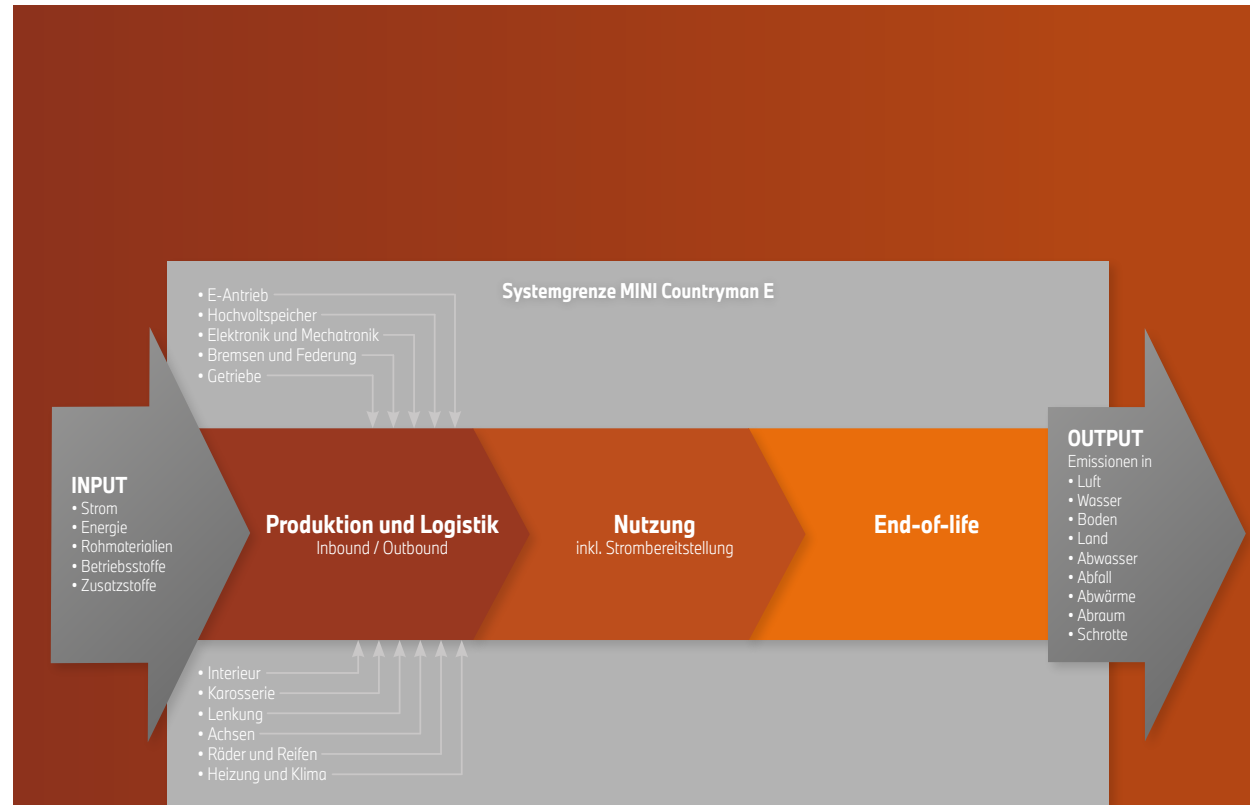 Systemgrenze MINI Countryman E
• E-Antrieb
• Hochvoltspeicher
• Elektronik und Mechatronik
• Bremsen und Federung
• Getriebe
INPUT
• Strom
• Energie
• Rohmaterialien
• Betriebsstoffe
• Zusatzstoffe
Produktion und Logistik
Inbound / Outbound
Nutzung
inkl. Strombereitstellung
End-of-life
OUTPUT
Emissionen in
• Luft
• Wasser
• Boden
• Land
• Abwasser
• Abfall
• Abwärme
• Abraum
• Schrotte
• Interieur
• Karosserie
• Lenkung
• Achsen
• Räder und Reifen
• Heizung und Klima